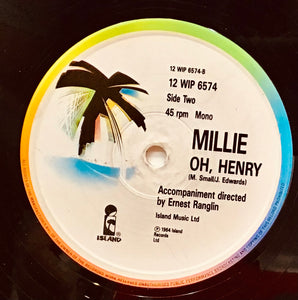 12 WIP 6574-B
12 WIP 6574
Side Two
45 rpm Mono
MILLIE
OH, HENRY
(M. Small/J. Edwards)
Accompaniment directed
by Ernest Ranglin
Island Music Ltd
℗ 1964 Island
Records
Ltd
ISLAND